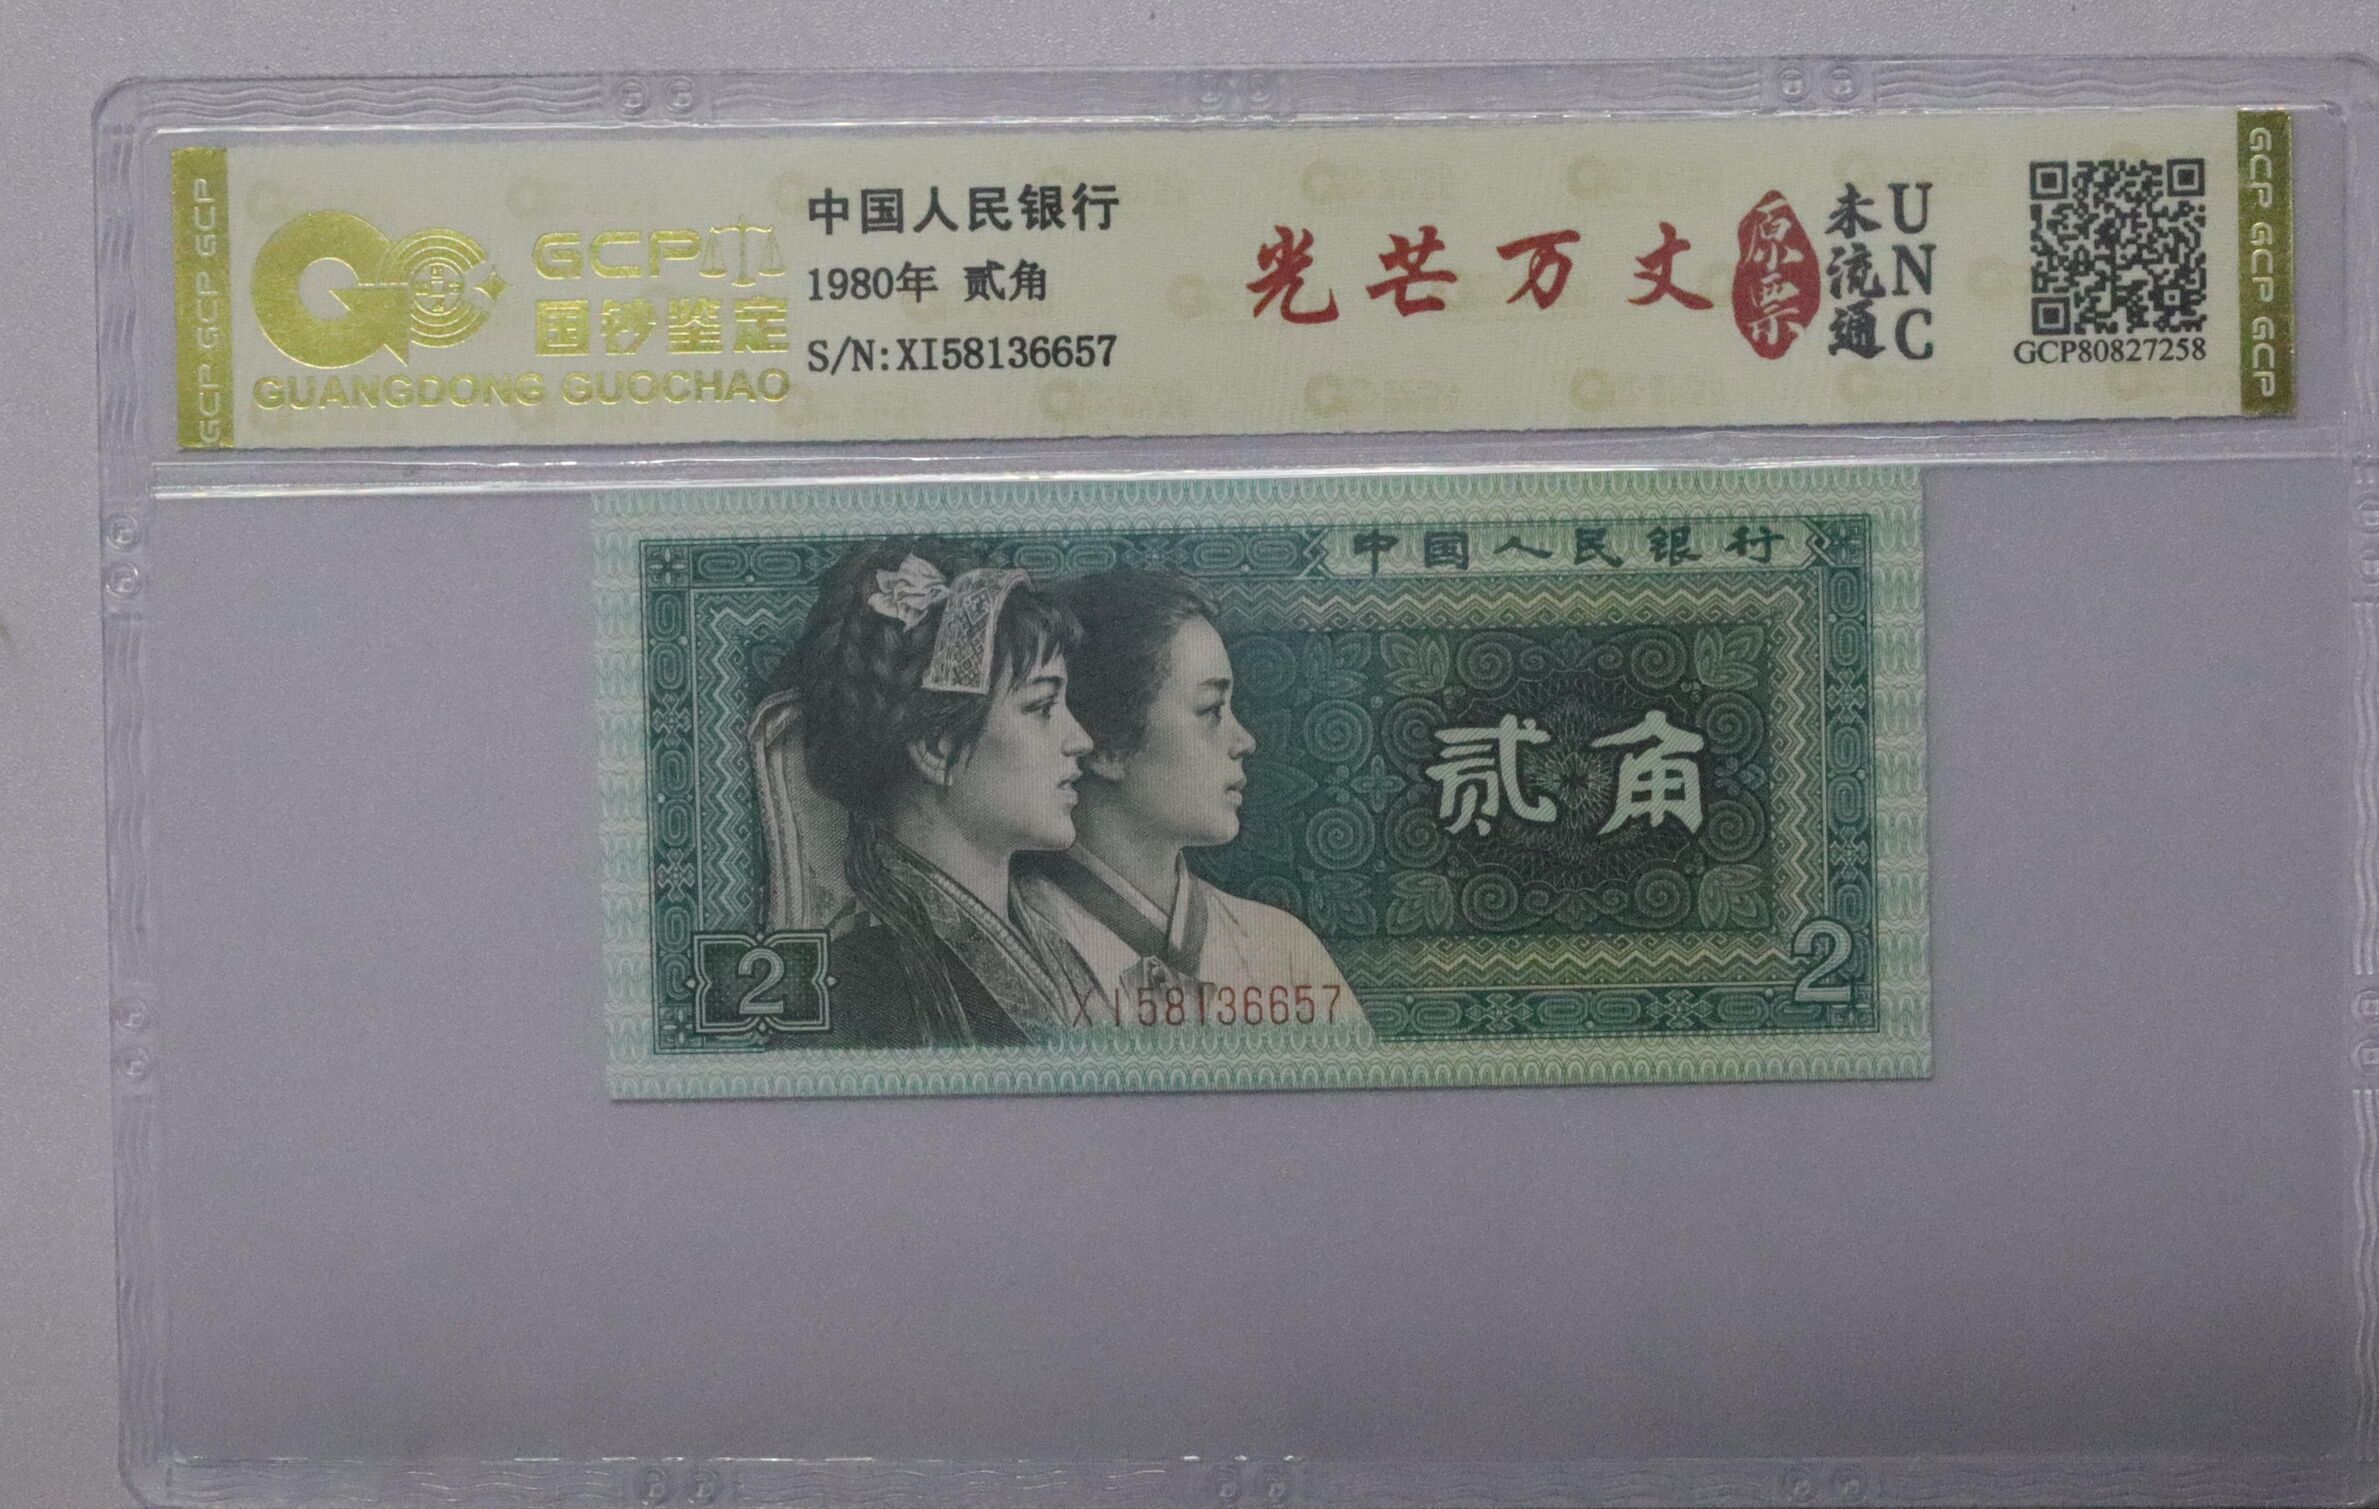 GCP GCP GCP
GCP
国钞鉴定
GUANGDONG GUOCHAO
中国人民银行
1980年 贰角
S/N:XI58136657
光芒万丈
原票
未流通
UNC
GCP80827258
GCP GCP GCP
中国人民银行
贰角
2
XI58136657
2